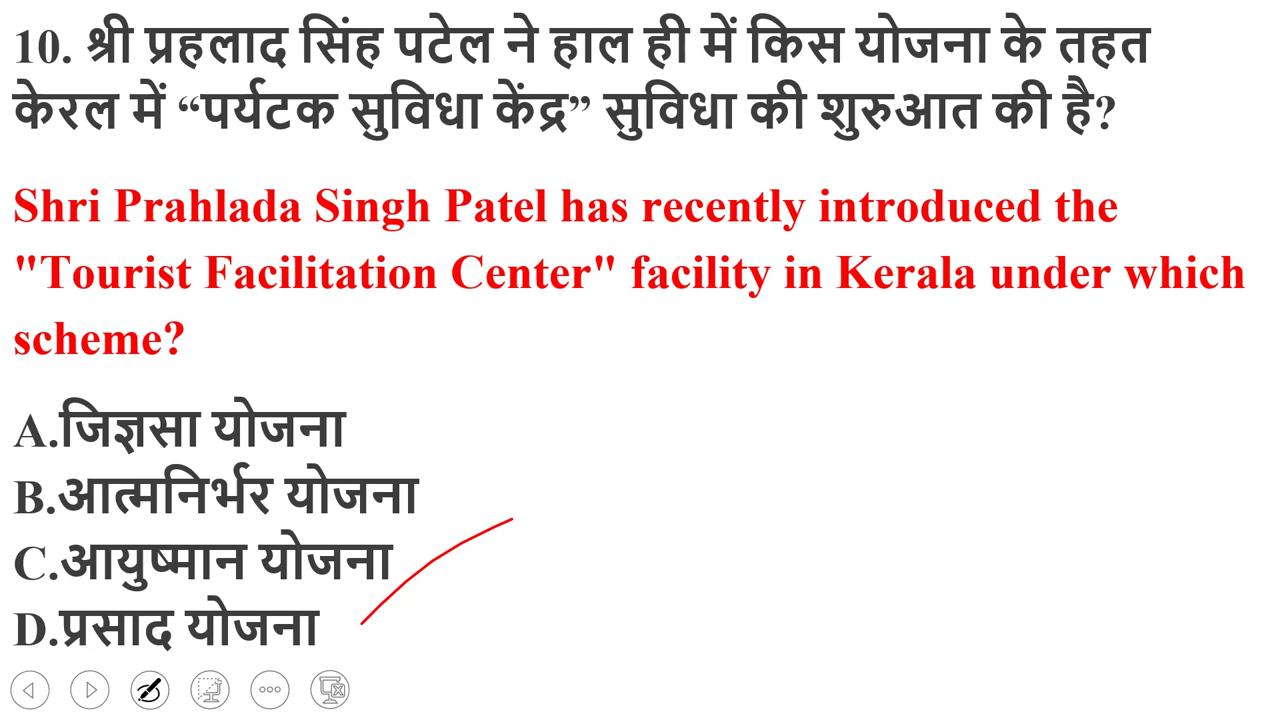 10. श्री प्रहलाद सिंह पटेल ने हाल ही में किस योजना के तहत
केरल में “पर्यटक सुविधा केंद्र” सुविधा की शुरुआत की है?
Shri Prahlada Singh Patel has recently introduced the
"Tourist Facilitation Center" facility in Kerala under which
scheme?
A.जिज्ञसा योजना
B.आत्मनिर्भर योजना
C.आयुष्मान योजना
D.प्रसाद योजना